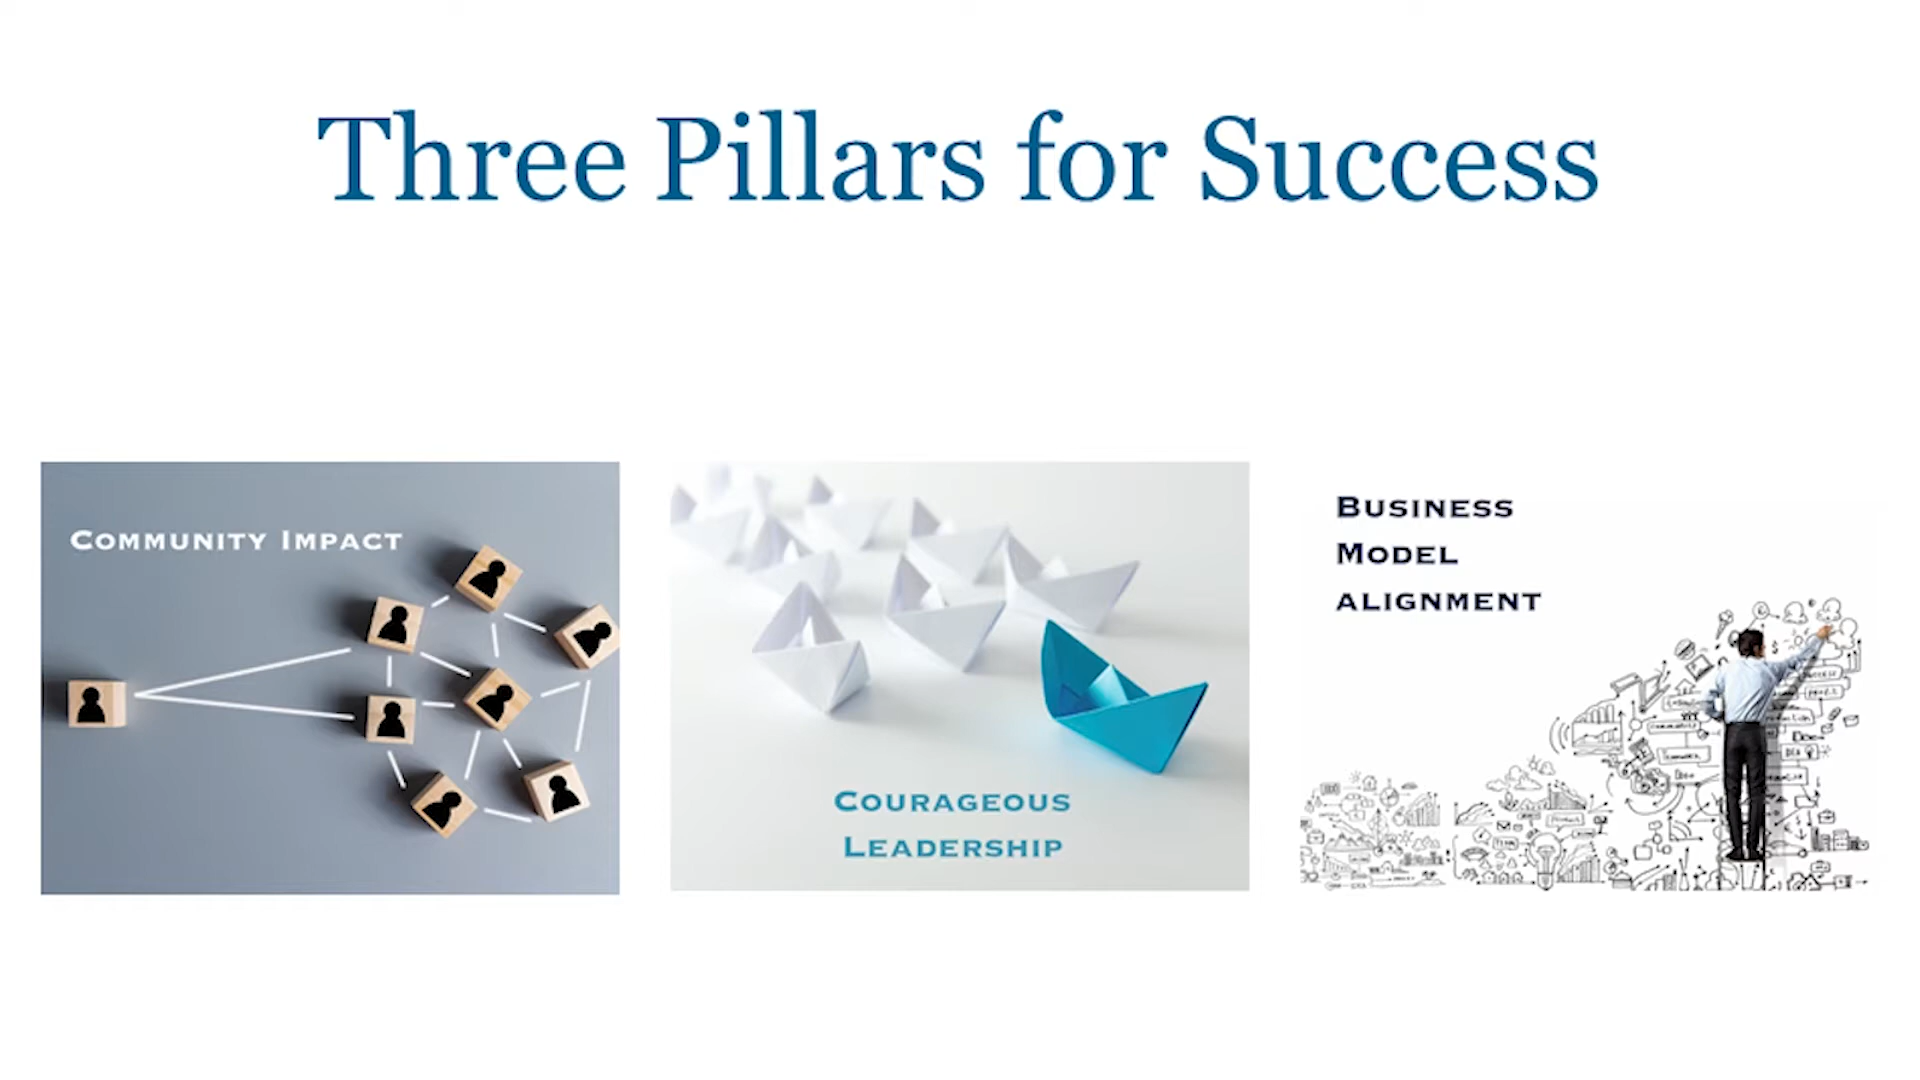 Three Pillars for Success
Community Impact
Courageous
Leadership
Business
Model
alignment